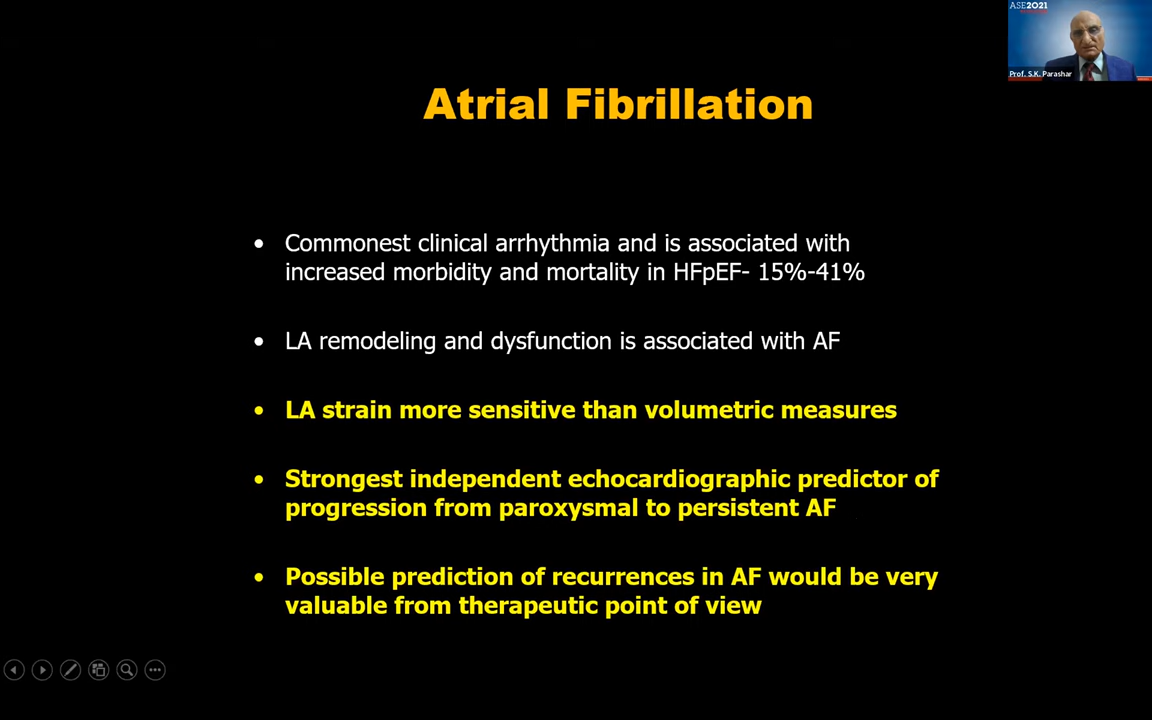 ASE2021
Prof. S.K. Parashar
Atrial Fibrillation
• Commonest clinical arrhythmia and is associated with
increased morbidity and mortality in HFpEF- 15%-41%
• LA remodeling and dysfunction is associated with AF
• LA strain more sensitive than volumetric measures
• Strongest independent echocardiographic predictor of
progression from paroxysmal to persistent AF
• Possible prediction of recurrences in AF would be very
valuable from therapeutic point of view